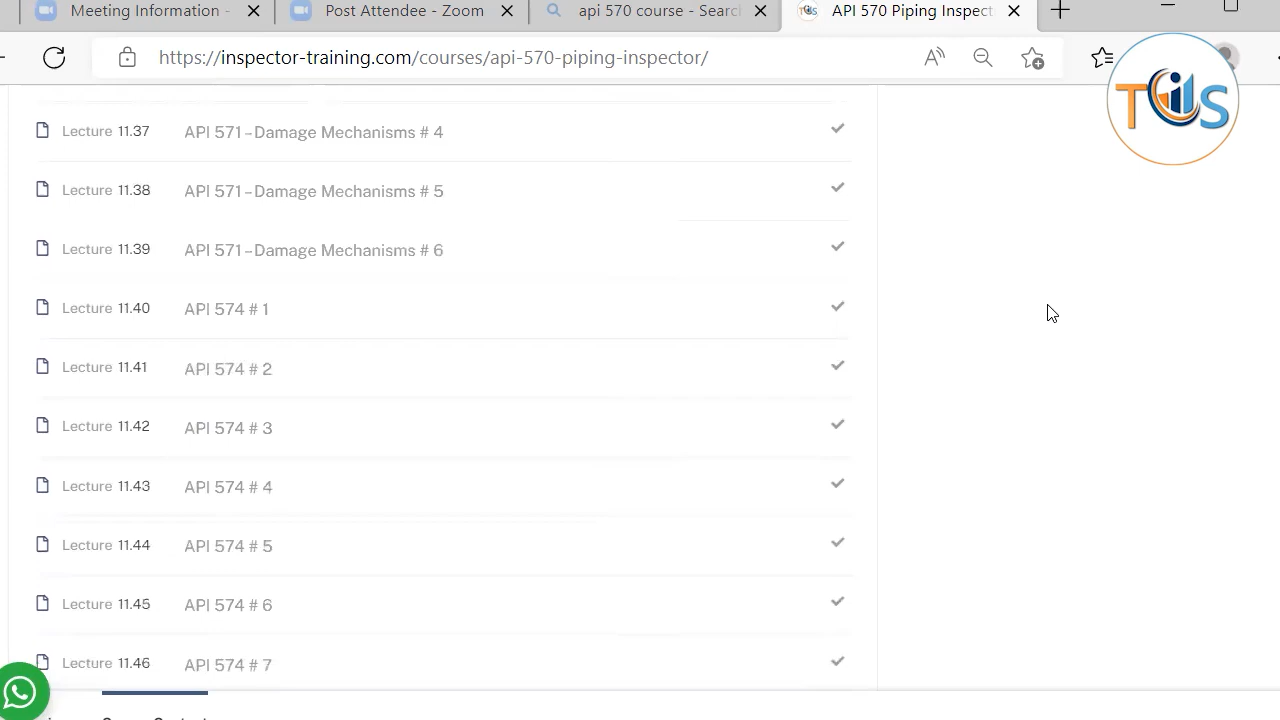 Meeting Information -
Post Attendee - Zoom
api 570 course - Search
API 570 Piping Inspect
https://inspector-training.com/courses/api-570-piping-inspector/
TIS
Lecture 11.37 API 571 – Damage Mechanisms # 4
Lecture 11.38 API 571 – Damage Mechanisms # 5
Lecture 11.39 API 571 – Damage Mechanisms # 6
Lecture 11.40 API 574 # 1
Lecture 11.41 API 574 # 2
Lecture 11.42 API 574 # 3
Lecture 11.43 API 574 # 4
Lecture 11.44 API 574 # 5
Lecture 11.45 API 574 # 6
Lecture 11.46 API 574 # 7